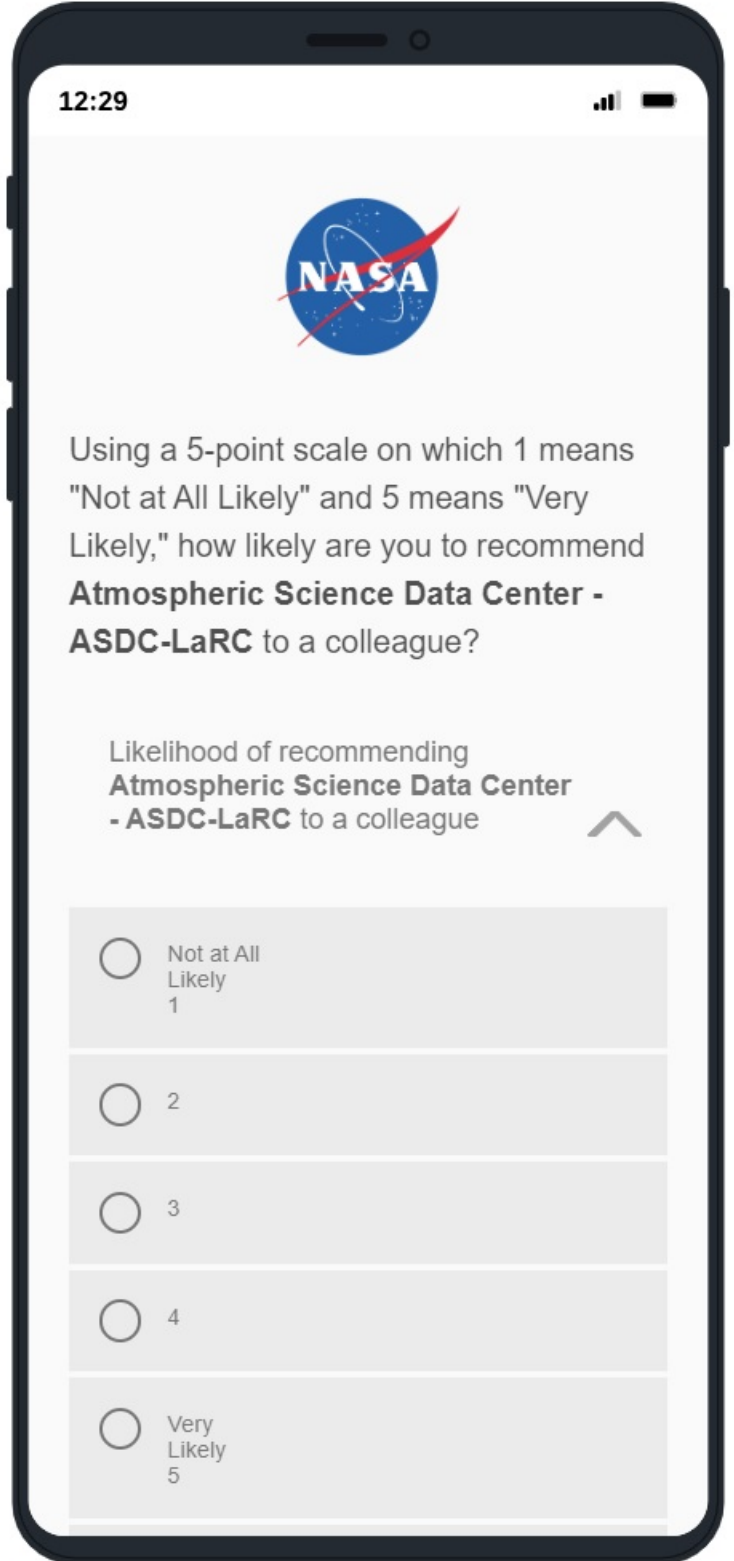 12:29
NASA
Using a 5-point scale on which 1 means
"Not at All Likely" and 5 means "Very
Likely," how likely are you to recommend
Atmospheric Science Data Center -
ASDC-LaRC to a colleague?
Likelihood of recommending
Atmospheric Science Data Center
- ASDC-LaRC to a colleague
Not at All
Likely
1
2
3
4
Very
Likely
5